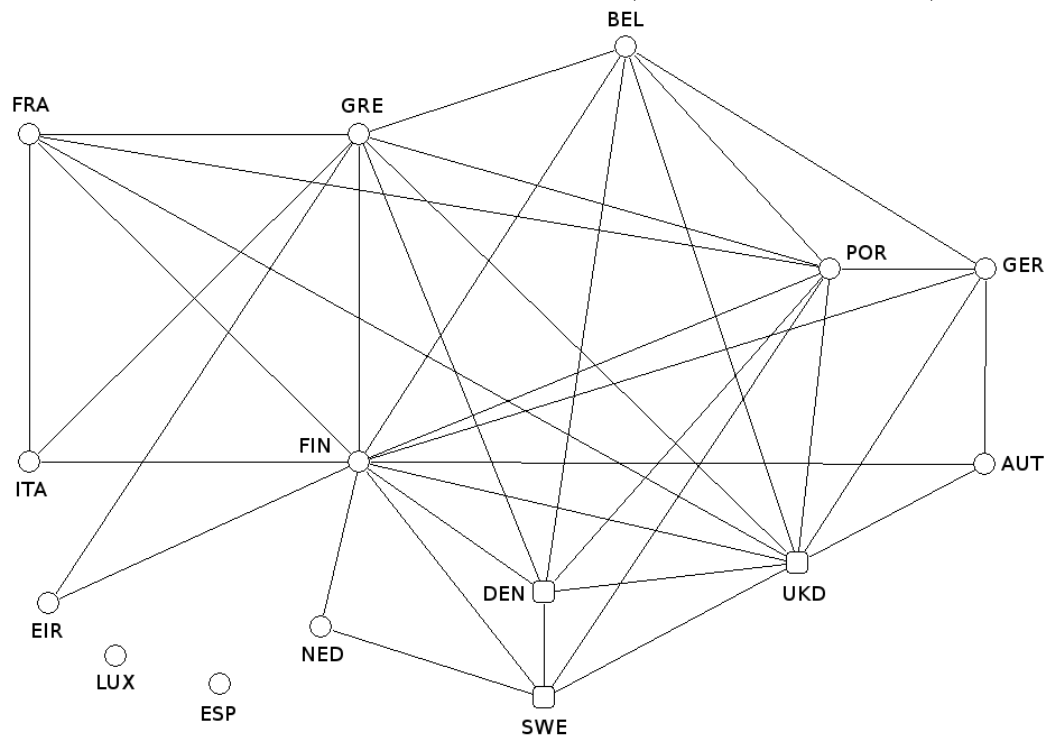 BEL
FRA
GRE
POR
GER
FIN
ITA
AUT
DEN
UKD
EIR
NED
LUX
ESP
SWE